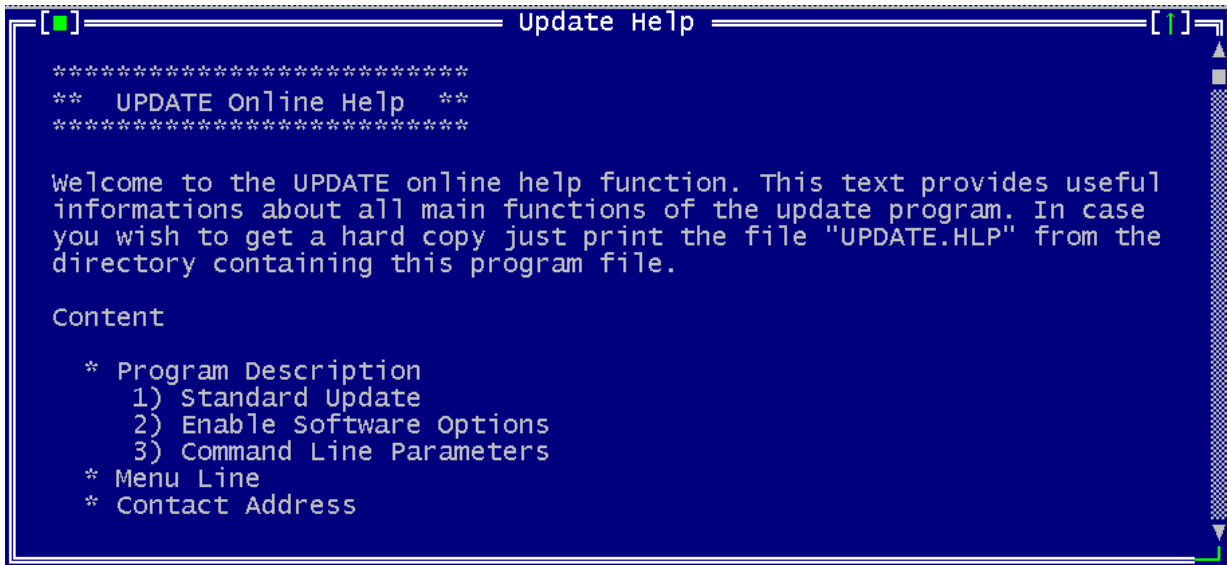 [■] Update Help [↑]
**************************
** UPDATE Online Help **
**************************
Welcome to the UPDATE online help function. This text provides useful
informations about all main functions of the update program. In case
you wish to get a hard copy just print the file "UPDATE.HLP" from the
directory containing this program file.
Content
* Program Description
1) Standard Update
2) Enable Software Options
3) Command Line Parameters
* Menu Line
* Contact Address